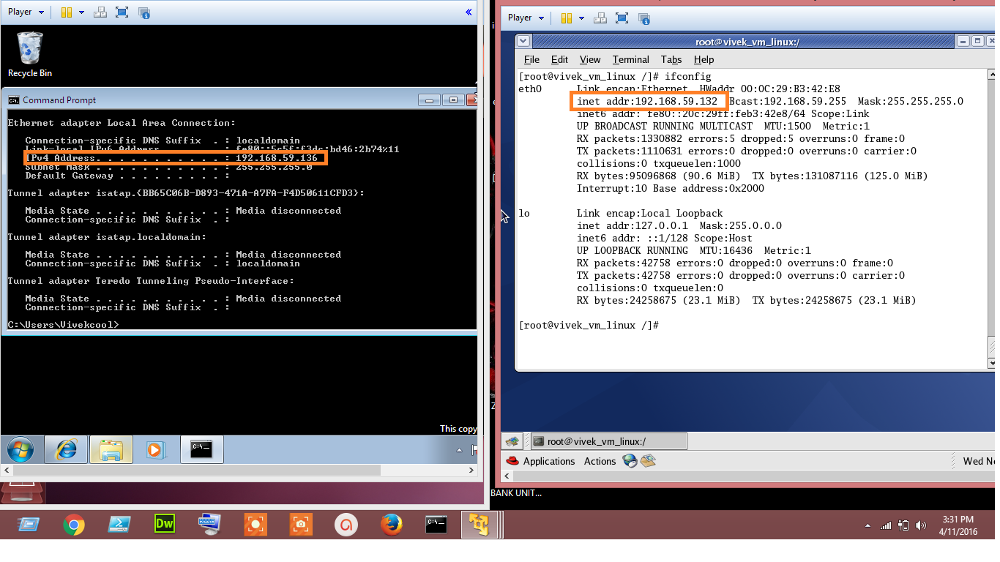 Player
Recycle Bin
Command Prompt
Ethernet adapter Local Area Connection:
Connection-specific DNS Suffix  . : localdomain
Link-local IPv6 Address . . . . . : fe80::5c5f:f3dc:bd46:2b74%11
IPv4 Address. . . . . . . . . . . : 192.168.59.136
Subnet Mask . . . . . . . . . . . : 255.255.255.0
Default Gateway . . . . . . . . . :
Tunnel adapter isatap.{BB65C06B-D893-471A-A7FA-F4D50611CFD3}:
Media State . . . . . . . . . . . : Media disconnected
Connection-specific DNS Suffix  . :
Tunnel adapter isatap.localdomain:
Media State . . . . . . . . . . . : Media disconnected
Connection-specific DNS Suffix  . : localdomain
Tunnel adapter Teredo Tunneling Pseudo-Interface:
Media State . . . . . . . . . . . : Media disconnected
Connection-specific DNS Suffix  . :
C:\Users\Vivekcool>
This copy
Player
root@vivek_vm_linux:/
File Edit View Terminal Tabs Help
[root@vivek_vm_linux /]# ifconfig
eth0 Link encap:Ethernet  HWaddr 00:0C:29:B3:42:E8
inet addr:192.168.59.132  Bcast:192.168.59.255  Mask:255.255.255.0
inet6 addr: fe80::20c:29ff:feb3:42e8/64 Scope:Link
UP BROADCAST RUNNING MULTICAST  MTU:1500  Metric:1
RX packets:1330882 errors:5 dropped:5 overruns:0 frame:0
TX packets:1110631 errors:0 dropped:0 overruns:0 carrier:0
collisions:0 txqueuelen:1000
RX bytes:95096868 (90.6 MiB)  TX bytes:131087116 (125.0 MiB)
Interrupt:10 Base address:0x2000
lo Link encap:Local Loopback
inet addr:127.0.0.1  Mask:255.0.0.0
inet6 addr: ::1/128 Scope:Host
UP LOOPBACK RUNNING  MTU:16436  Metric:1
RX packets:42758 errors:0 dropped:0 overruns:0 frame:0
TX packets:42758 errors:0 dropped:0 overruns:0 carrier:0
collisions:0 txqueuelen:0
RX bytes:24258675 (23.1 MiB)  TX bytes:24258675 (23.1 MiB)
[root@vivek_vm_linux /]#
root@vivek_vm_linux:/
Applications Actions Wed No
BANK UNIT...
Dw
3:31 PM
4/11/2016